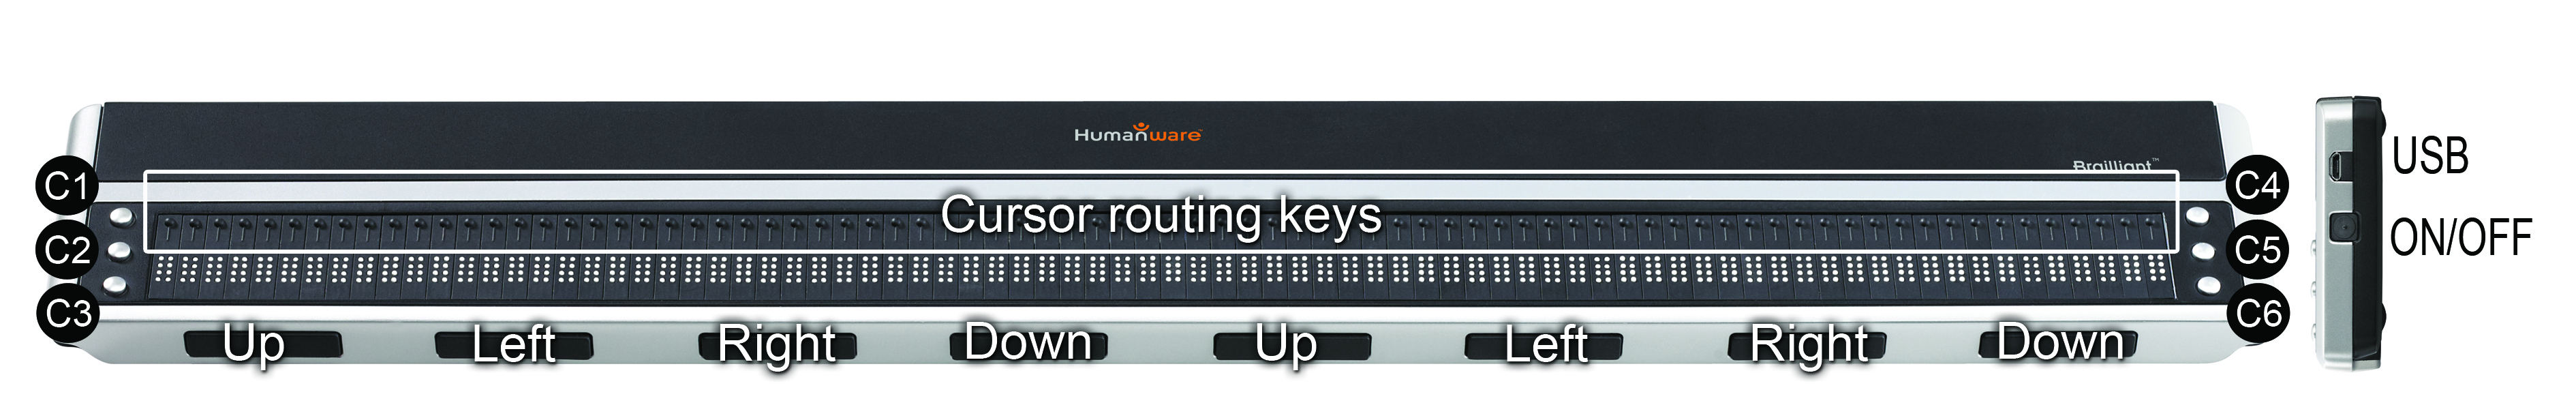 Humanware
Brailliant™
C1
C4
USB
Cursor routing keys
ON/OFF
C2
C5
C3
C6
Up Left Right Down Up Left Right Down